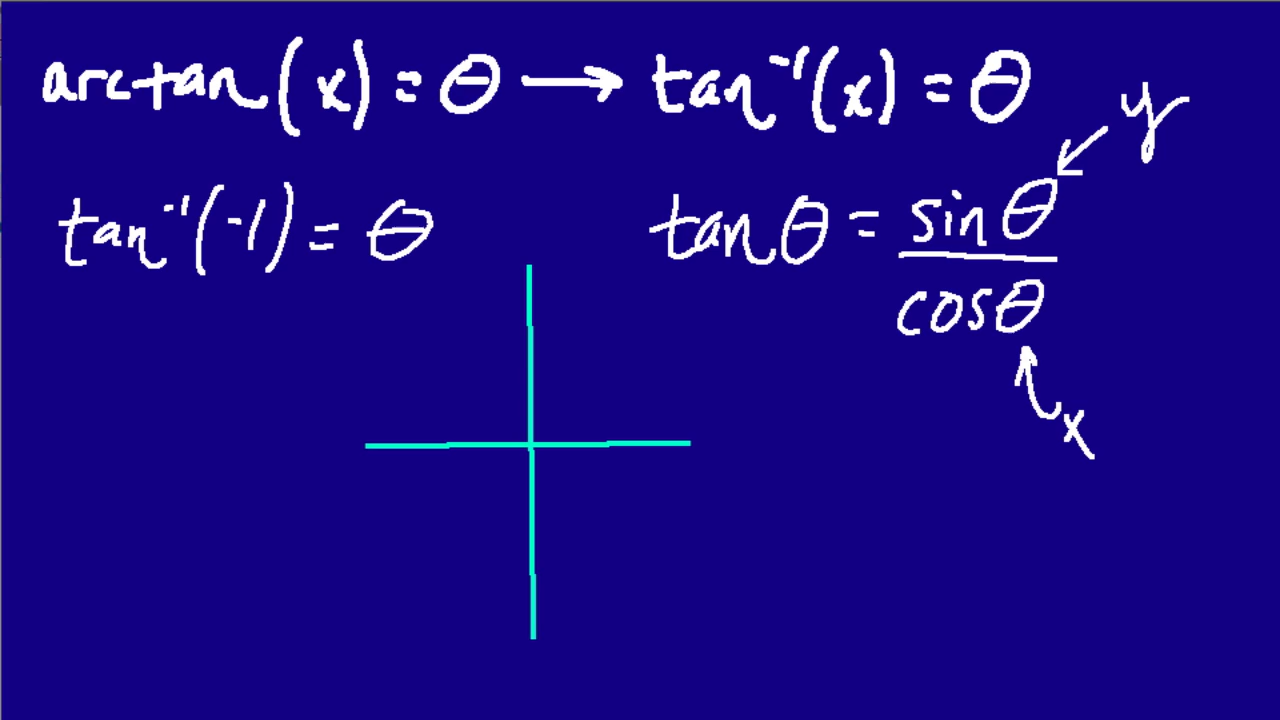 arctan(x) = θ → tan⁻¹(x) = θ
y
tan⁻¹(-1) = θ
tanθ = sinθ
cosθ
x